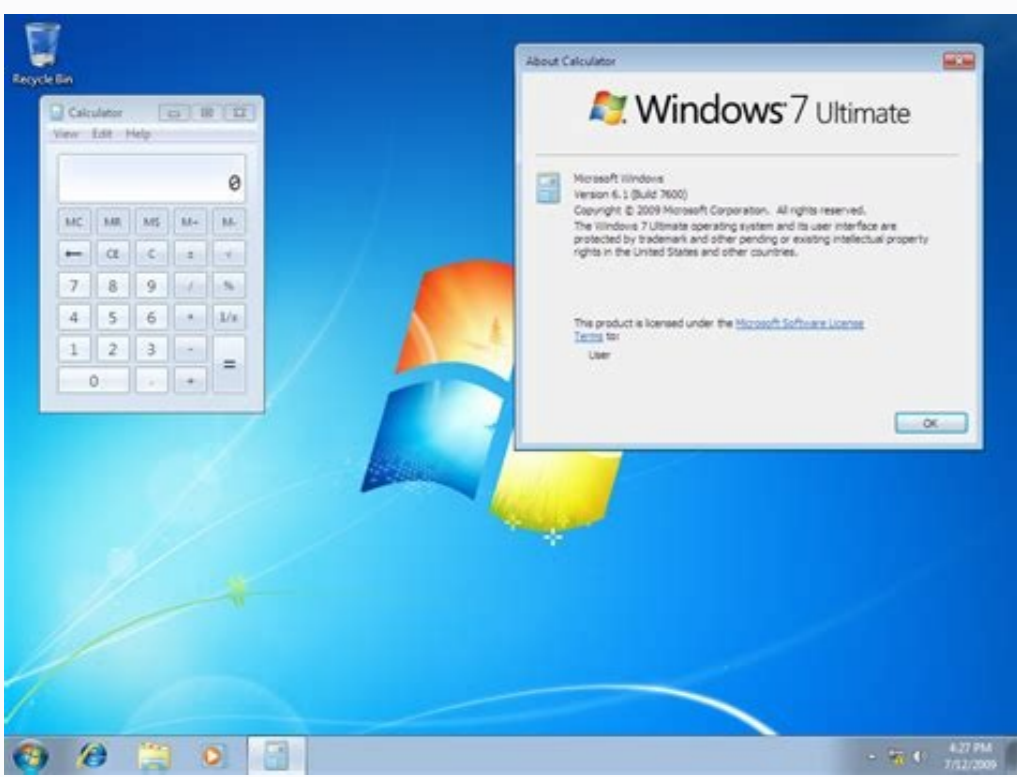 Recycle Bin
Calculator
View Edit Help
0
MC MR MS M+ M-
← CE C ± √
7 8 9 / %
4 5 6 * 1/x
1 2 3 - =
0 . +
About Calculator
Windows 7 Ultimate
Microsoft Windows
Version 6.1 (Build 7600)
Copyright © 2009 Microsoft Corporation. All rights reserved.
The Windows 7 Ultimate operating system and its user interface are
protected by trademark and other pending or existing intellectual property
rights in the United States and other countries.
This product is licensed under the Microsoft Software License
Terms to:
User
OK
4:27 PM
7/12/2009